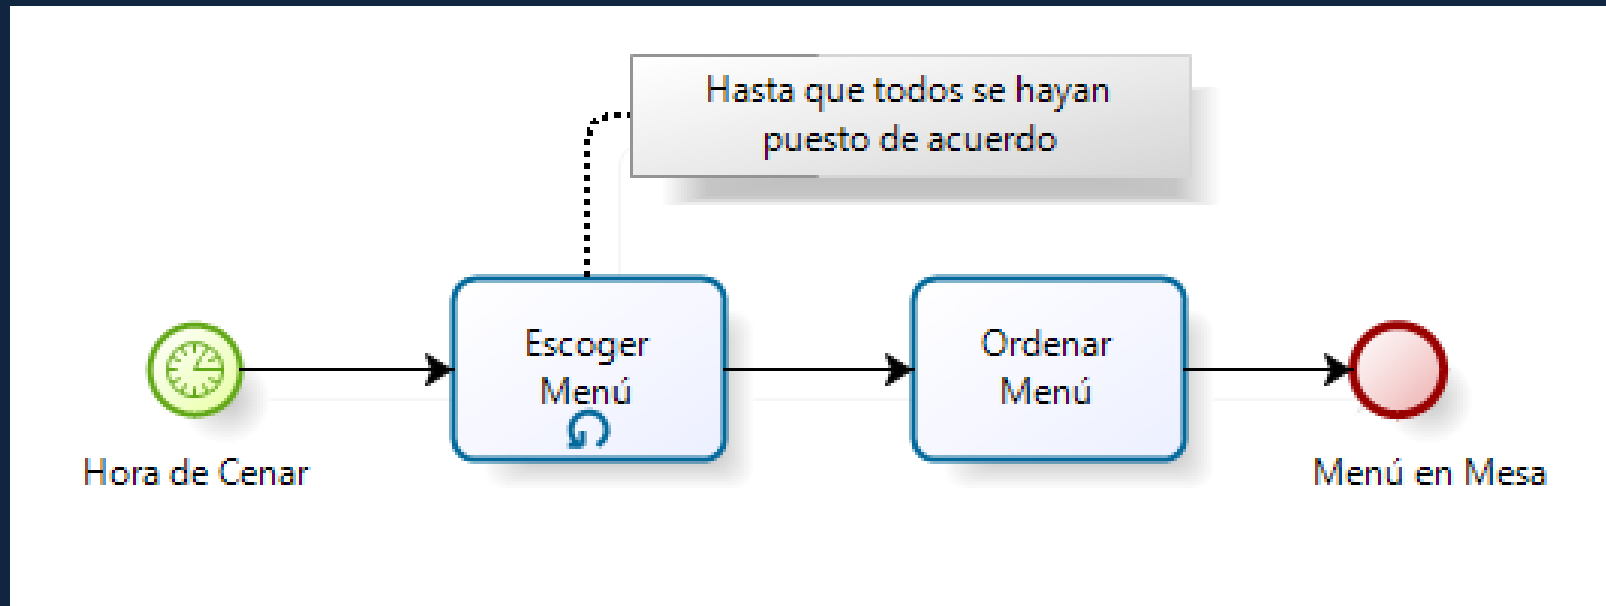 Hasta que todos se hayan
puesto de acuerdo
Escoger
Menú
Ordenar
Menú
Hora de Cenar
Menú en Mesa